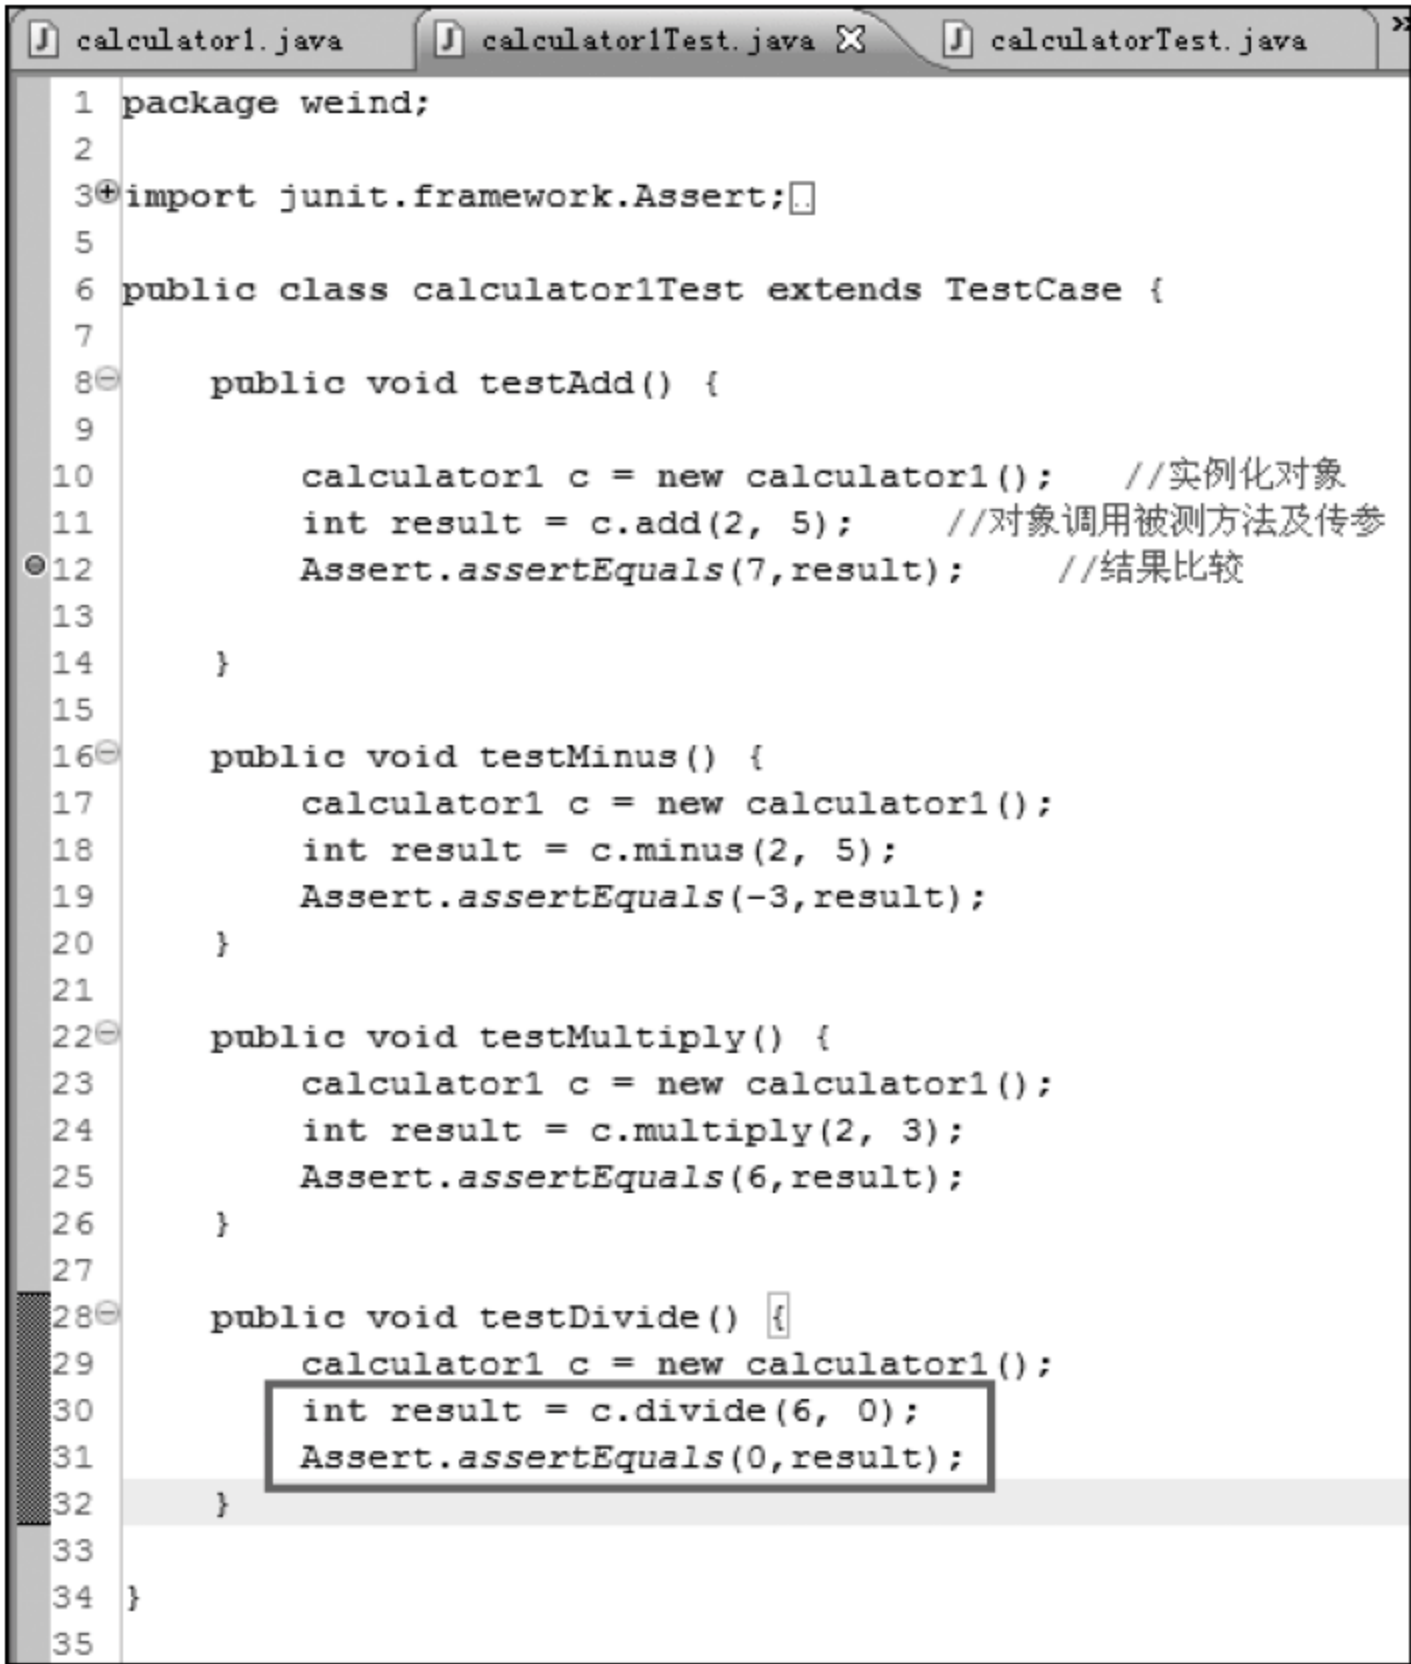 calculator1.java calculator1Test.java calculatorTest.java
1 package weind;
2
3 import junit.framework.Assert;
5
6 public class calculator1Test extends TestCase {
7
8 public void testAdd() {
9
10 calculator1 c = new calculator1(); //实例化对象
11 int result = c.add(2, 5); //对象调用被测方法及传参
12 Assert.assertEquals(7,result); //结果比较
13
14 }
15
16 public void testMinus() {
17 calculator1 c = new calculator1();
18 int result = c.minus(2, 5);
19 Assert.assertEquals(-3,result);
20 }
21
22 public void testMultiply() {
23 calculator1 c = new calculator1();
24 int result = c.multiply(2, 3);
25 Assert.assertEquals(6,result);
26 }
27
28 public void testDivide() {
29 calculator1 c = new calculator1();
30 int result = c.divide(6, 0);
31 Assert.assertEquals(0,result);
32 }
33
34 }
35